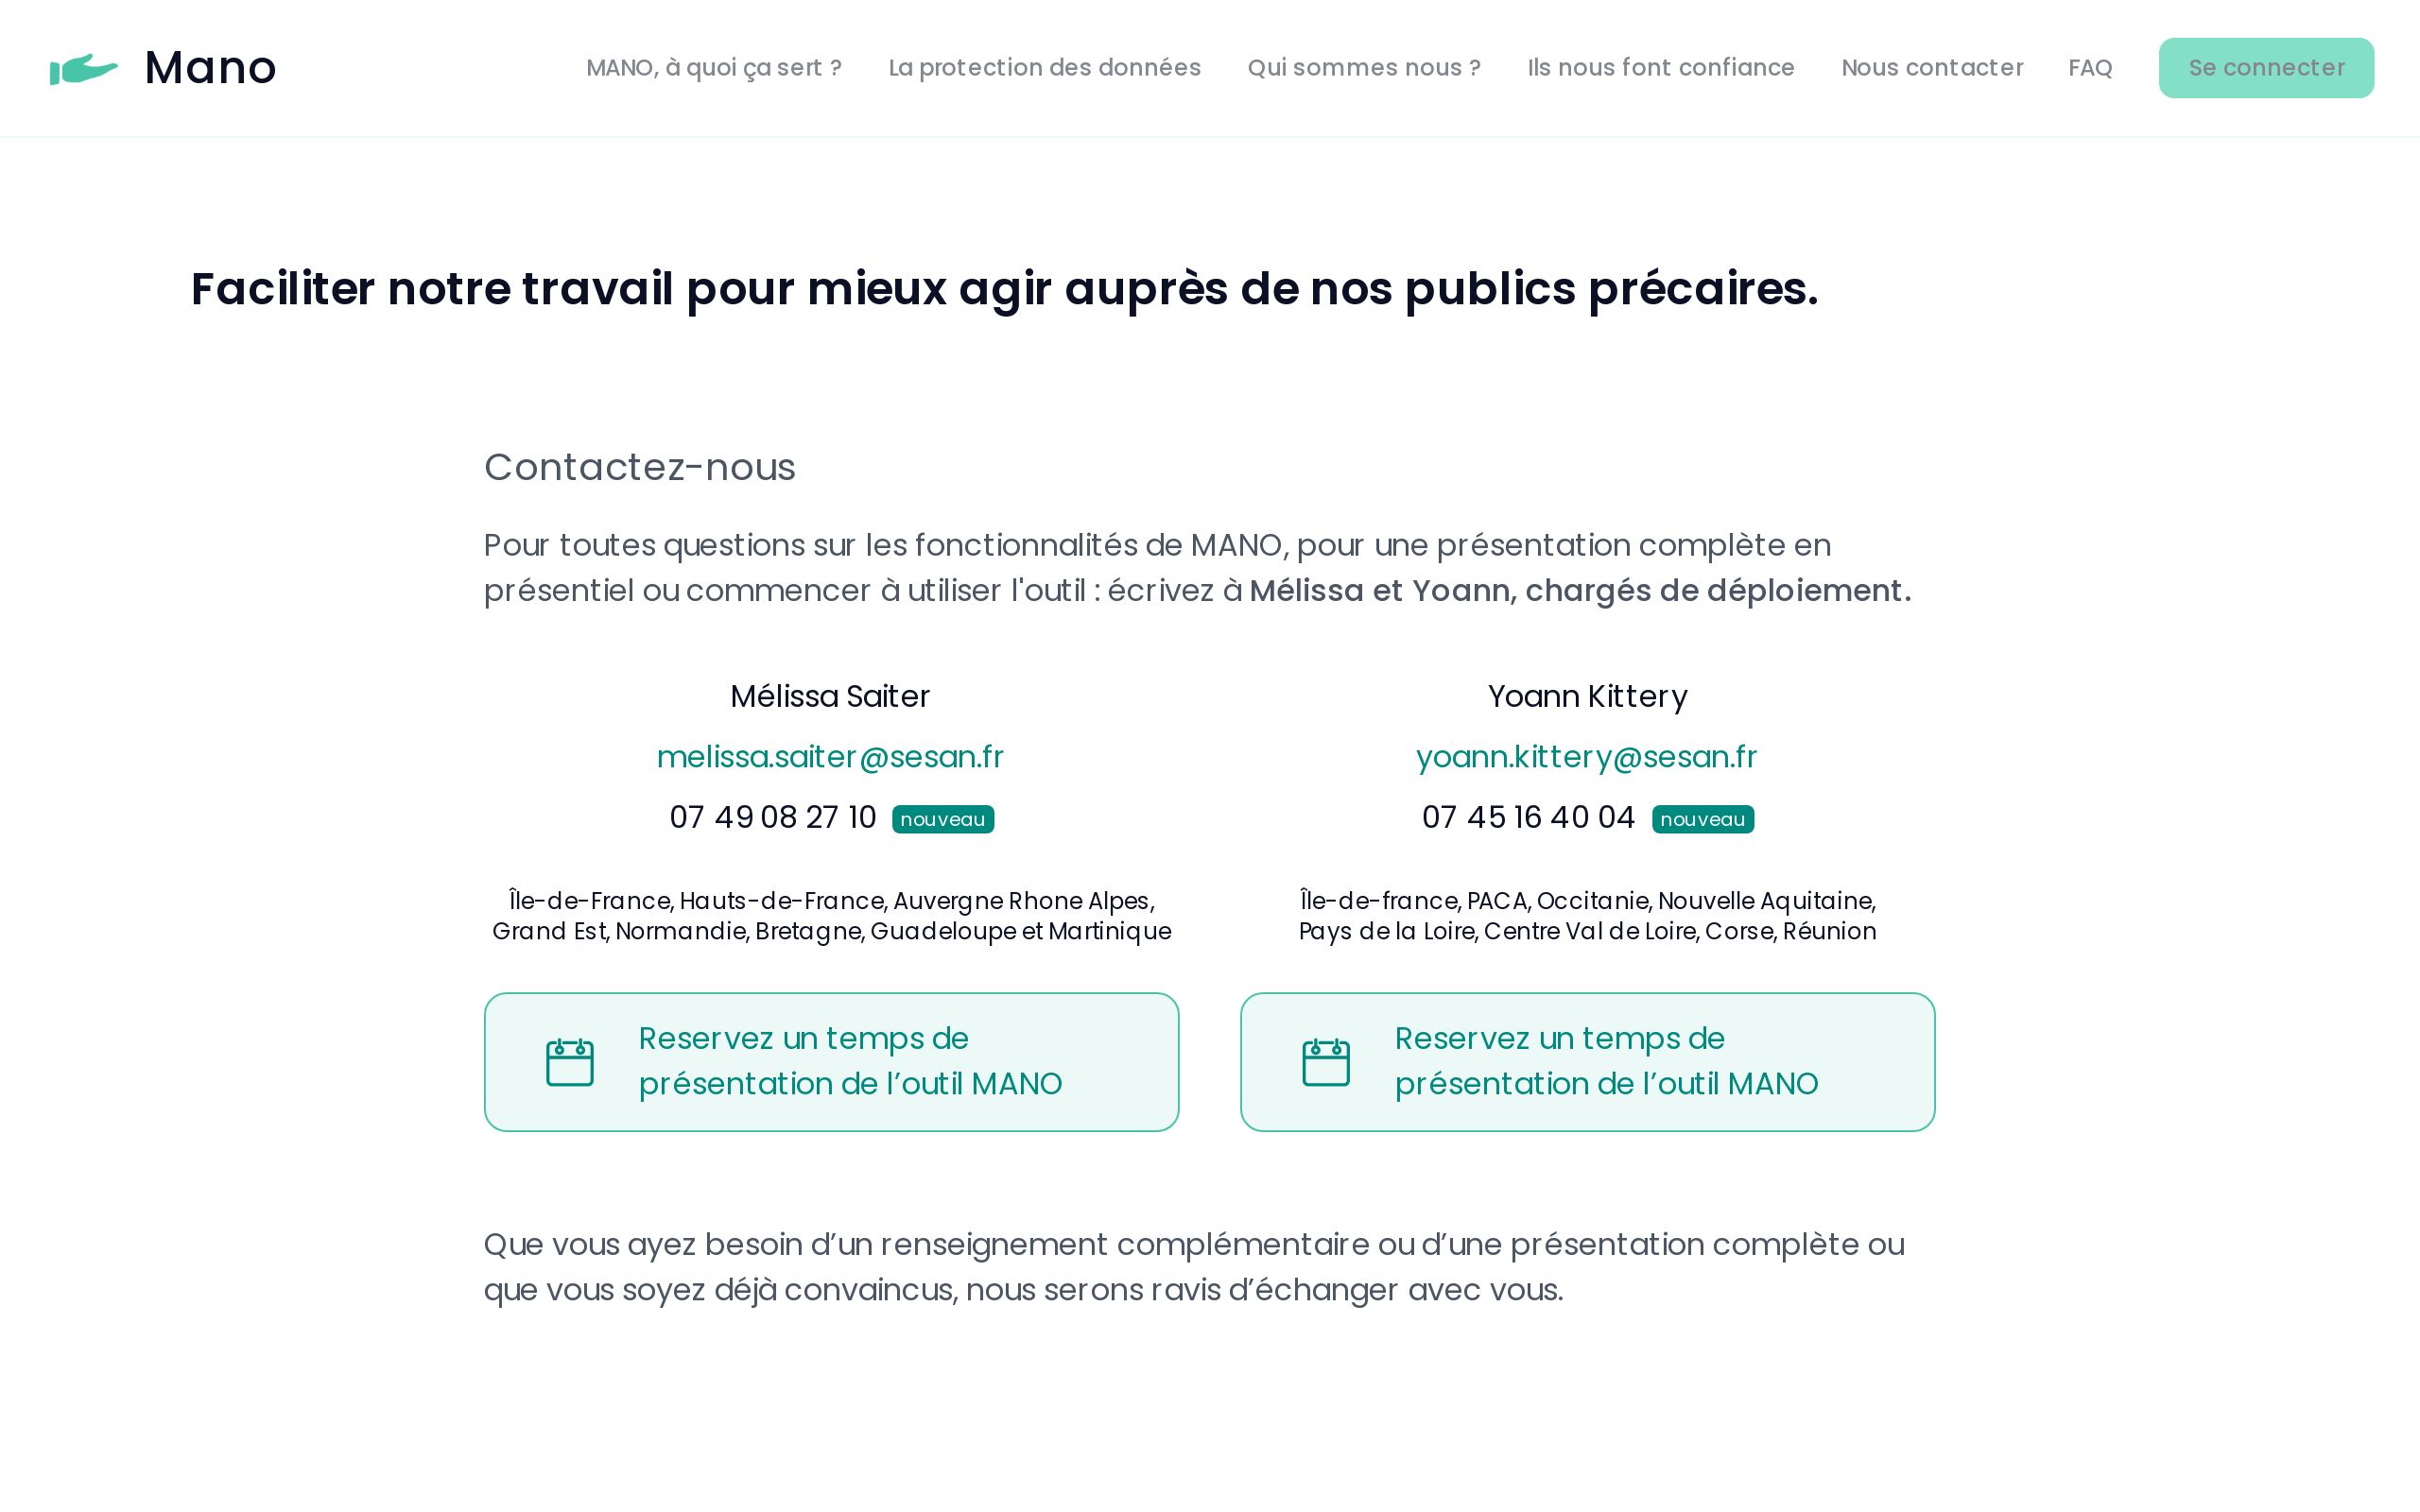 Mano
MANO, à quoi ça sert ?
La protection des données
Qui sommes nous ?
Ils nous font confiance
Nous contacter
FAQ
Se connecter
Faciliter notre travail pour mieux agir auprès de nos publics précaires.
Contactez-nous
Pour toutes questions sur les fonctionnalités de MANO, pour une présentation complète en
présentiel ou commencer à utiliser l'outil : écrivez à Mélissa et Yoann, chargés de déploiement.
Mélissa Saiter
melissa.saiter@sesan.fr
07 49 08 27 10 nouveau
Île-de-France, Hauts-de-France, Auvergne Rhone Alpes,
Grand Est, Normandie, Bretagne, Guadeloupe et Martinique
Reservez un temps de
présentation de l’outil MANO
Yoann Kittery
yoann.kittery@sesan.fr
07 45 16 40 04 nouveau
Île-de-france, PACA, Occitanie, Nouvelle Aquitaine,
Pays de la Loire, Centre Val de Loire, Corse, Réunion
Reservez un temps de
présentation de l’outil MANO
Que vous ayez besoin d’un renseignement complémentaire ou d’une présentation complète ou
que vous soyez déjà convaincus, nous serons ravis d’échanger avec vous.